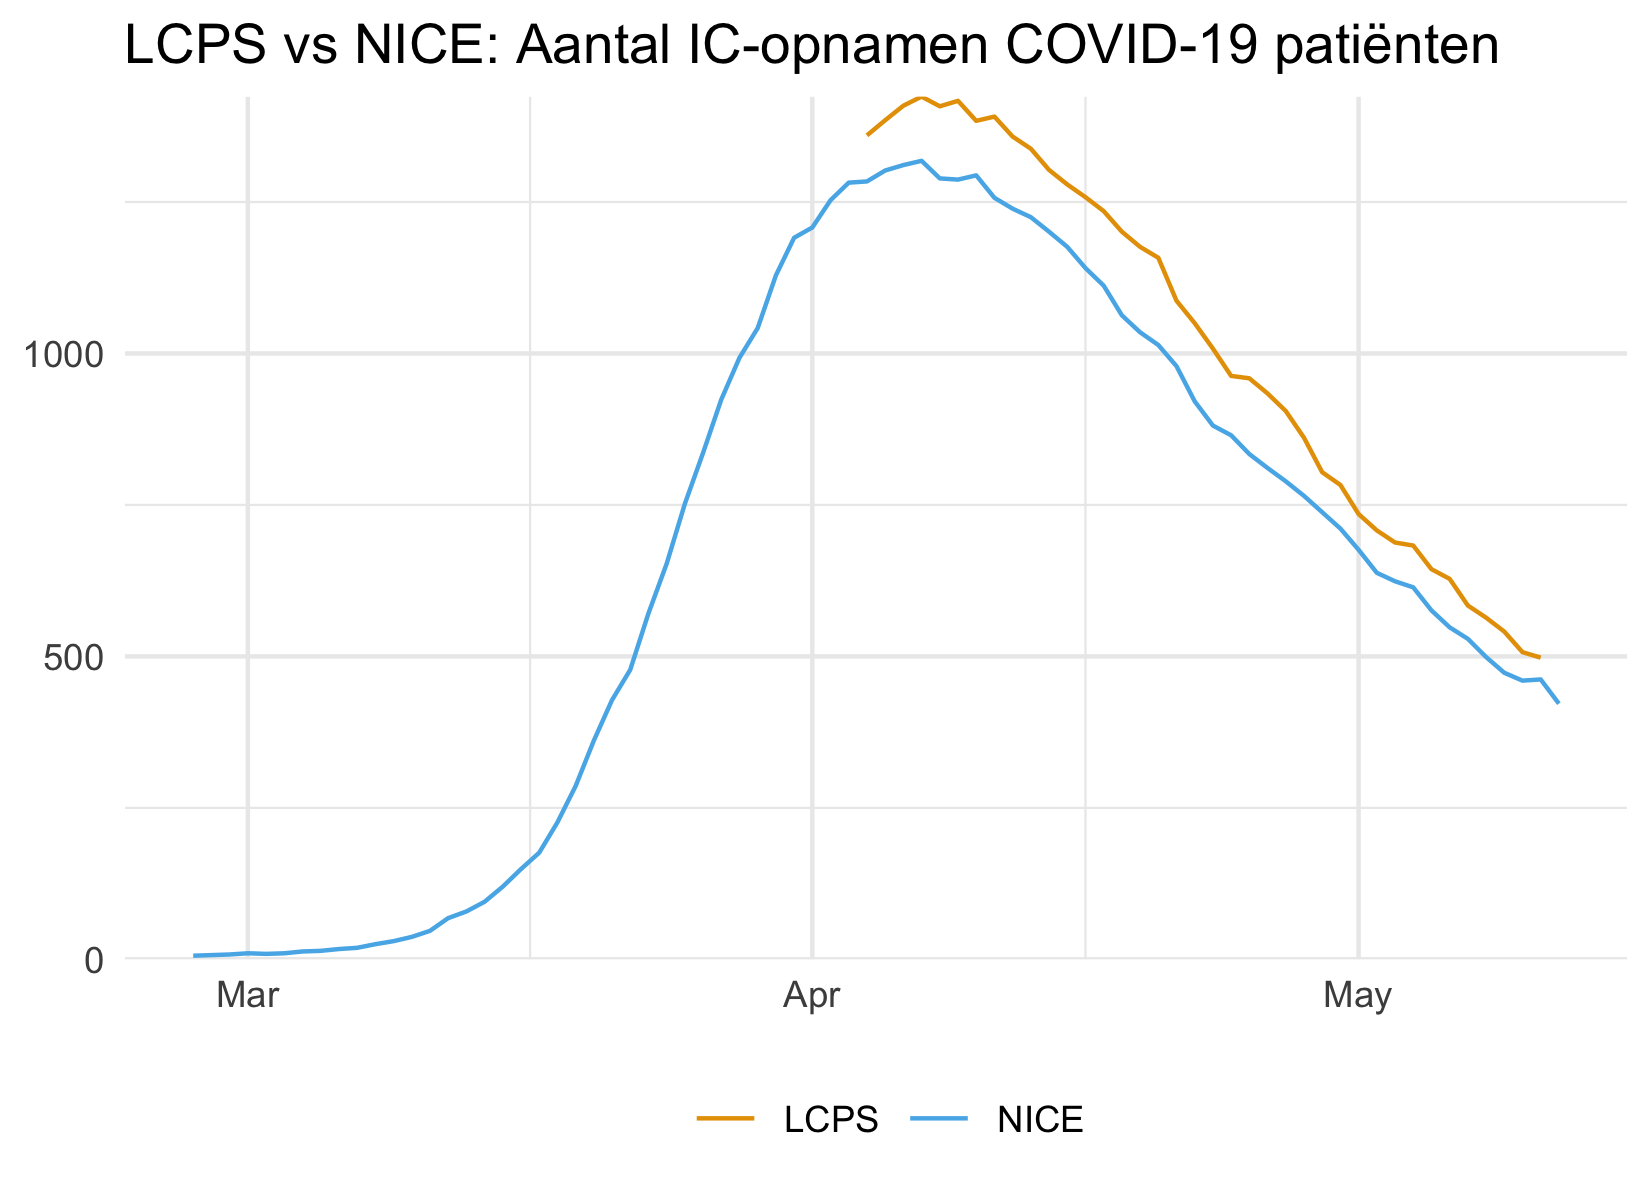 LCPS vs NICE: Aantal IC-opnamen COVID-19 patiënten
1000
500
0
Mar Apr May
LCPS NICE